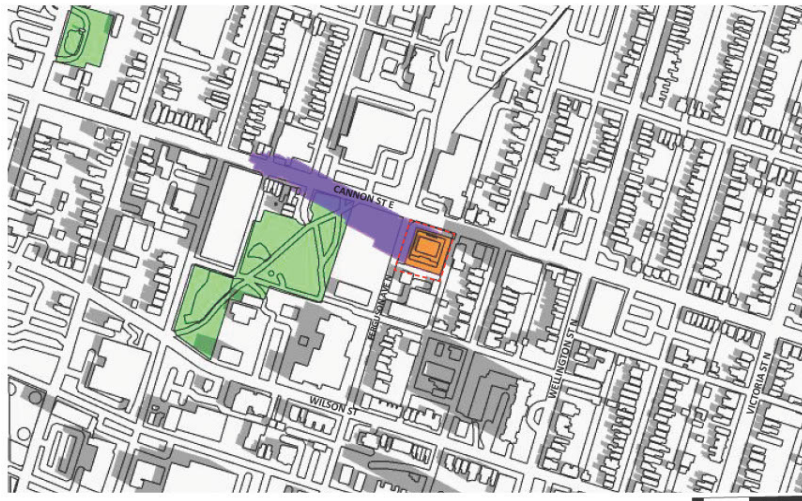 CANNON ST E
FERGUSON AVE N
WILSON ST
WELLINGTON ST N
VICTORIA ST N